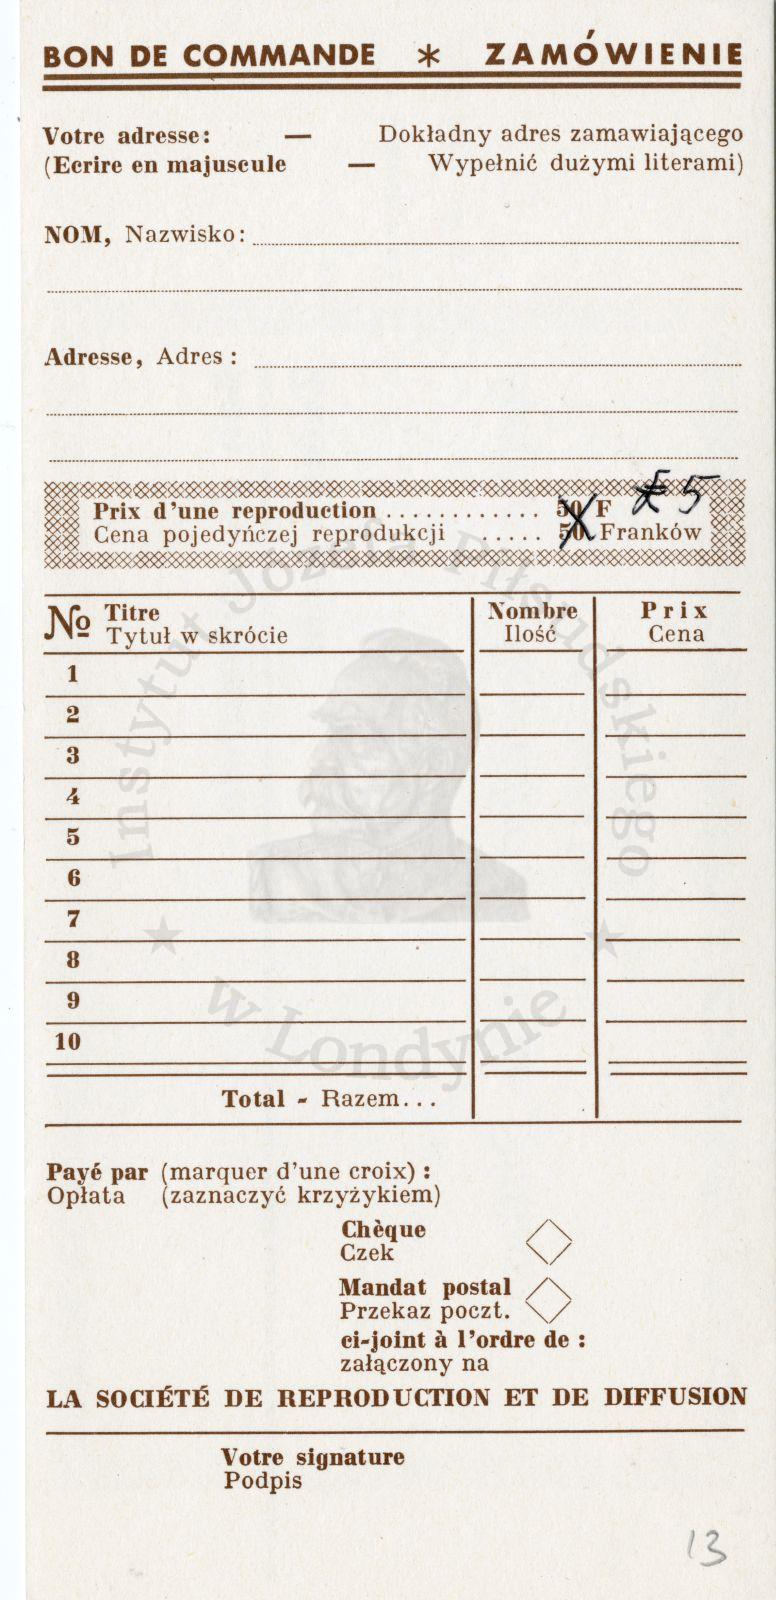 BON DE COMMANDE * ZAMÓWIENIE
Votre adresse: — Dokładny adres zamawiającego
(Ecrire en majuscule — Wypełnić dużymi literami)
NOM, Nazwisko:
Adresse, Adres :
Prix d'une reproduction ............ 50 F £ 5
Cena pojedyńczej reprodukcji ..... 50 Franków
№ Titre Nombre Prix
Tytuł w skrócie Ilość Cena
1
2
3
4
5
6
7
8
9
10
Total - Razem...
Payé par (marquer d'une croix) :
Opłata (zaznaczyć krzyżykiem)
Chèque
Czek
Mandat postal
Przekaz poczt.
ci-joint à l'ordre de :
załączony na
LA SOCIÉTÉ DE REPRODUCTION ET DE DIFFUSION
Votre signature
Podpis
13
Instytut Józefa Piłsudskiego
w Londynie